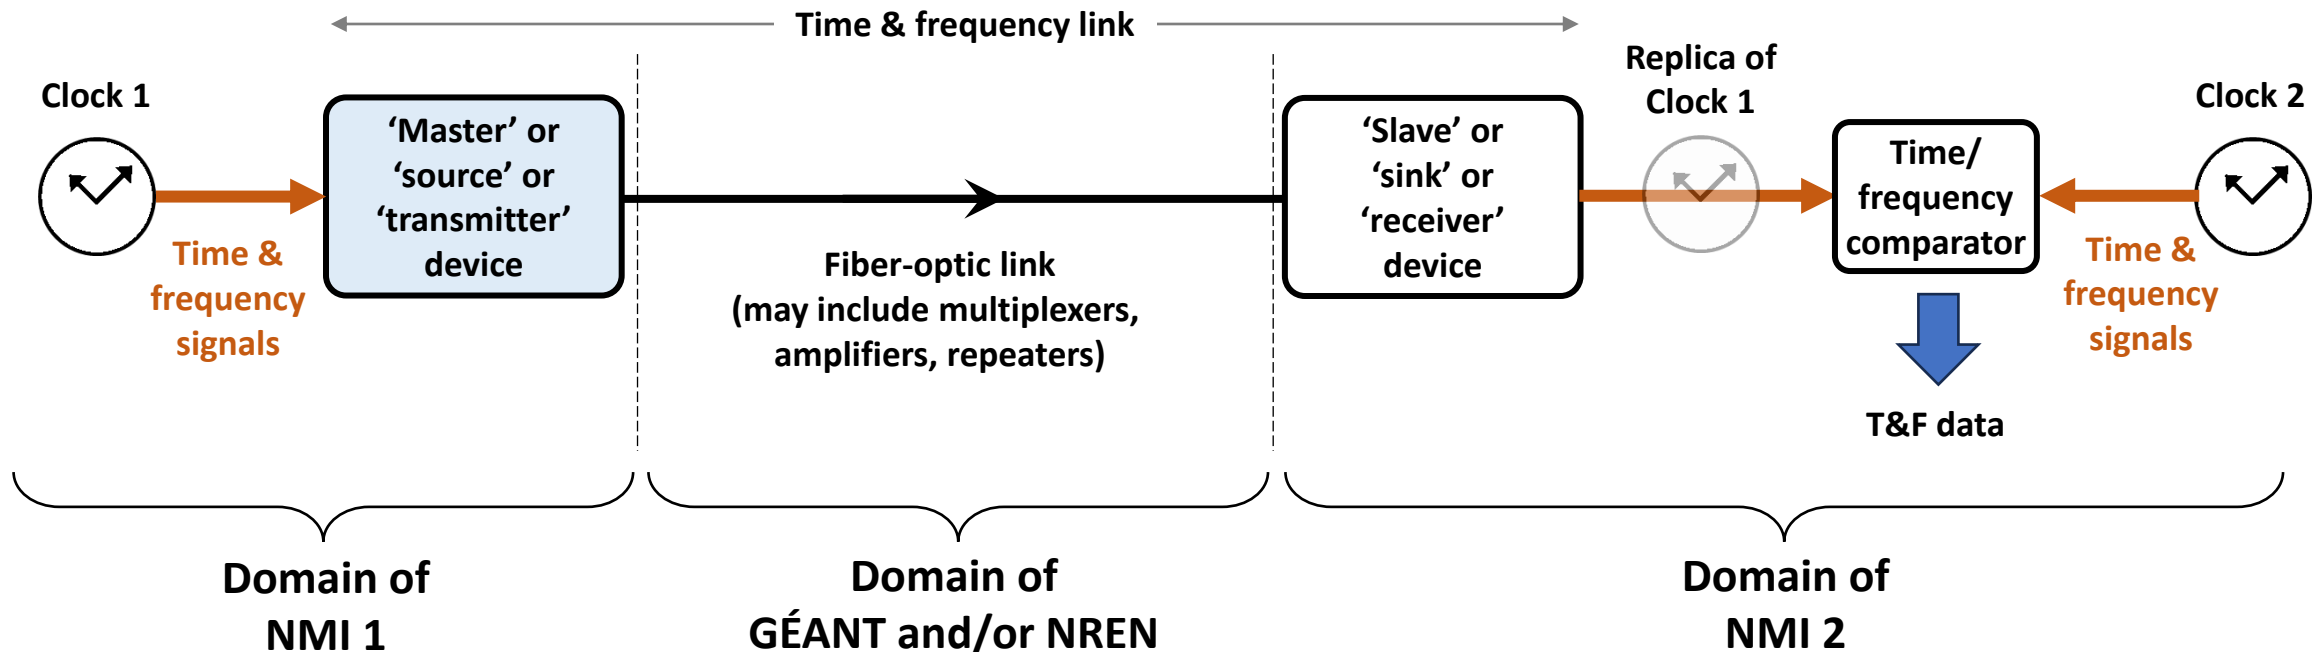 Time & frequency link
Clock 1
Time &
frequency
signals
‘Master’ or
‘source’ or
‘transmitter’
device
Fiber-optic link
(may include multiplexers,
amplifiers, repeaters)
‘Slave’ or
‘sink’ or
‘receiver’
device
Replica of
Clock 1
Time/
frequency
comparator
T&F data
Clock 2
Time &
frequency
signals
Domain of
NMI 1
Domain of
GÉANT and/or NREN
Domain of
NMI 2